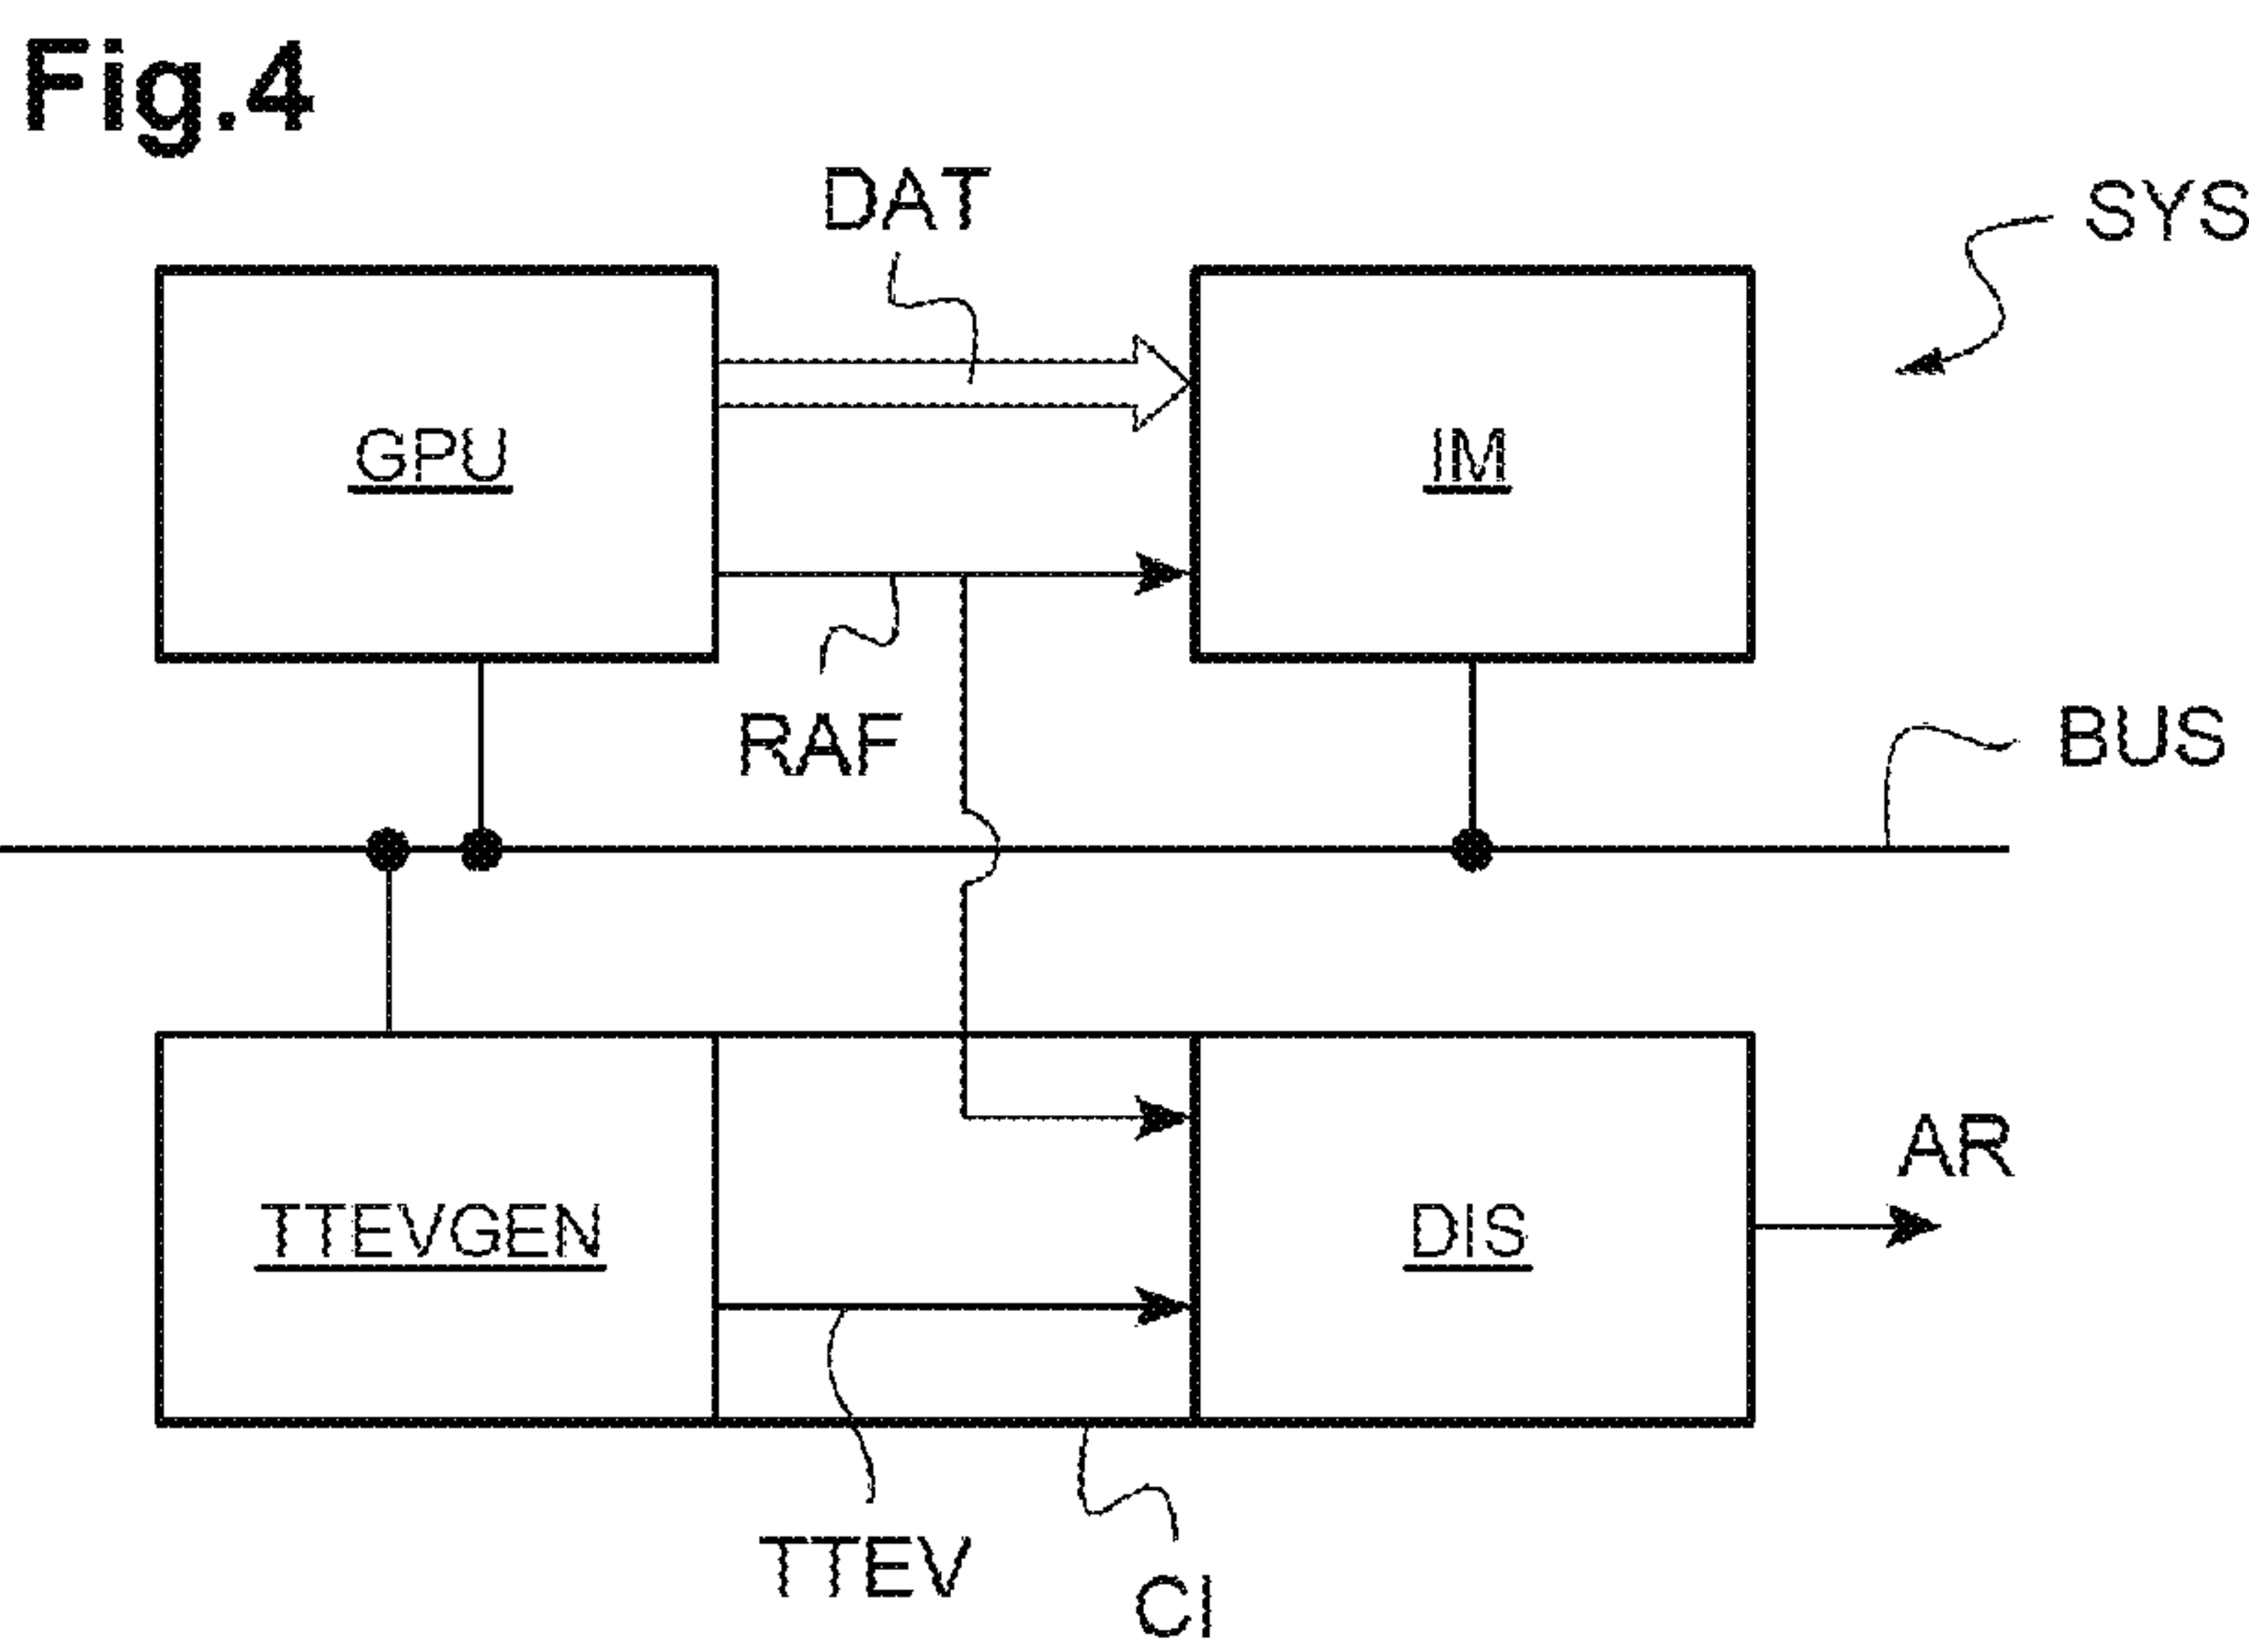 Fig.4
DAT
SYS
GPU
IM
RAF
BUS
AR
TTEVGEN
DIS
TTEV
CI